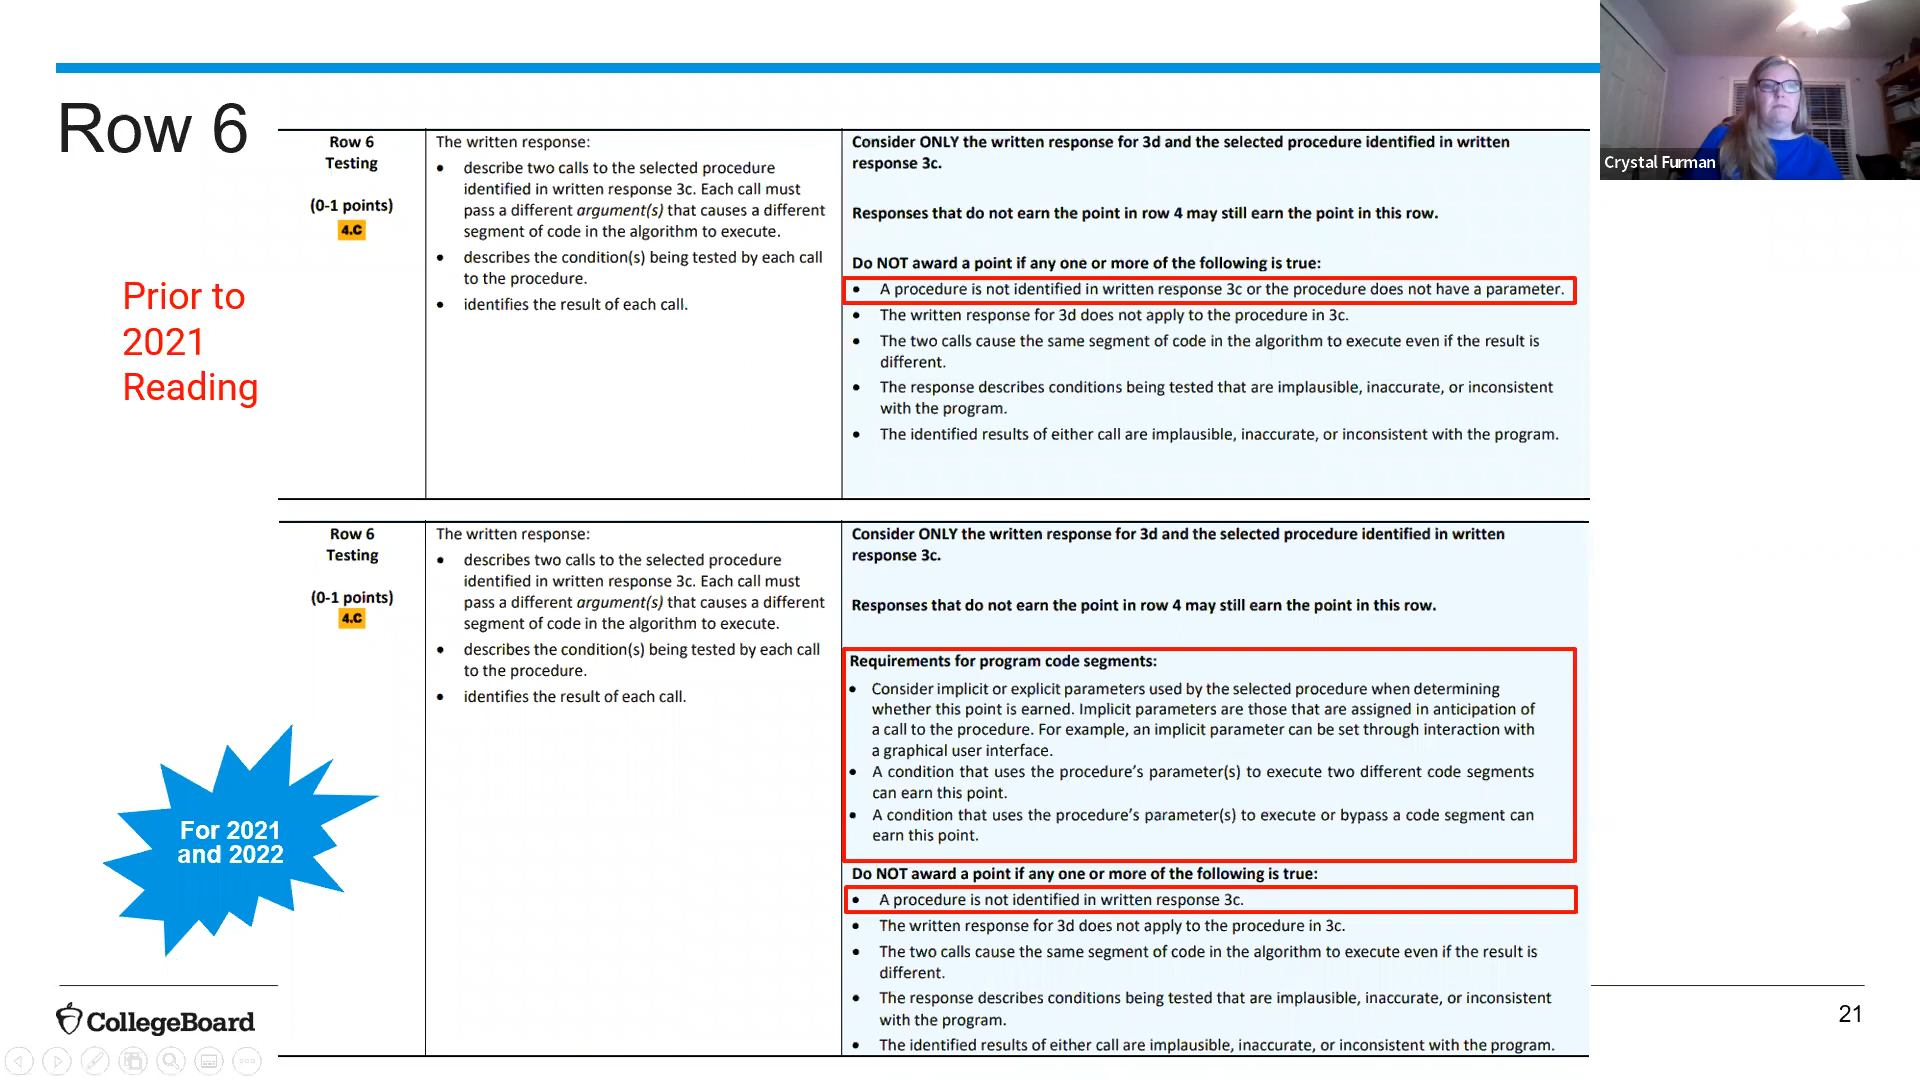 Row 6
Crystal Furman
Prior to
2021
Reading
Row 6
Testing
(0-1 points)
4.C
The written response:
• describe two calls to the selected procedure
identified in written response 3c. Each call must
pass a different argument(s) that causes a different
segment of code in the algorithm to execute.
• describes the condition(s) being tested by each call
to the procedure.
• identifies the result of each call.
Consider ONLY the written response for 3d and the selected procedure identified in written
response 3c.
Responses that do not earn the point in row 4 may still earn the point in this row.
Do NOT award a point if any one or more of the following is true:
• A procedure is not identified in written response 3c or the procedure does not have a parameter.
• The written response for 3d does not apply to the procedure in 3c.
• The two calls cause the same segment of code in the algorithm to execute even if the result is
different.
• The response describes conditions being tested that are implausible, inaccurate, or inconsistent
with the program.
• The identified results of either call are implausible, inaccurate, or inconsistent with the program.
For 2021
and 2022
Row 6
Testing
(0-1 points)
4.C
The written response:
• describes two calls to the selected procedure
identified in written response 3c. Each call must
pass a different argument(s) that causes a different
segment of code in the algorithm to execute.
• describes the condition(s) being tested by each call
to the procedure.
• identifies the result of each call.
Consider ONLY the written response for 3d and the selected procedure identified in written
response 3c.
Responses that do not earn the point in row 4 may still earn the point in this row.
Requirements for program code segments:
• Consider implicit or explicit parameters used by the selected procedure when determining
whether this point is earned. Implicit parameters are those that are assigned in anticipation of
a call to the procedure. For example, an implicit parameter can be set through interaction with
a graphical user interface.
• A condition that uses the procedure's parameter(s) to execute two different code segments
can earn this point.
• A condition that uses the procedure's parameter(s) to execute or bypass a code segment can
earn this point.
Do NOT award a point if any one or more of the following is true:
• A procedure is not identified in written response 3c.
• The written response for 3d does not apply to the procedure in 3c.
• The two calls cause the same segment of code in the algorithm to execute even if the result is
different.
• The response describes conditions being tested that are implausible, inaccurate, or inconsistent
with the program.
• The identified results of either call are implausible, inaccurate, or inconsistent with the program.
CollegeBoard
21